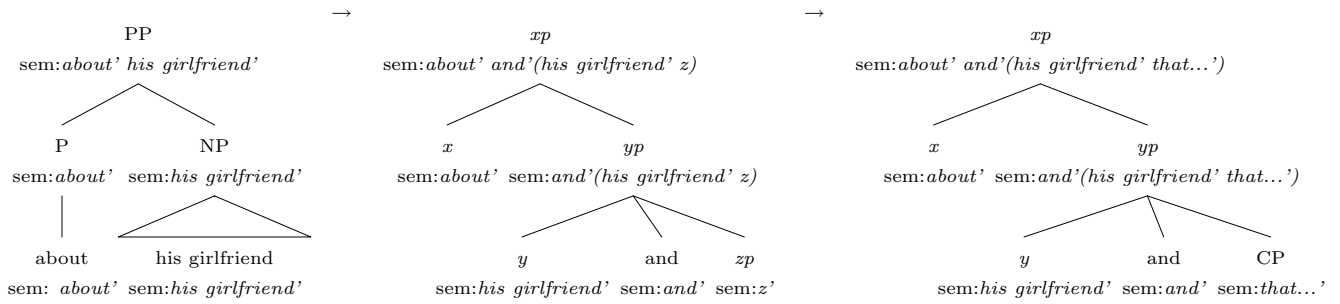 → →
PP xp xp
sem:about’ his girlfriend’ sem:about’ and’(his girlfriend’ z) sem:about’ and’(his girlfriend’ that...’)
P NP x yp x yp
sem:about’ sem:his girlfriend’ sem:about’ sem:and’(his girlfriend’ z) sem:about’ sem:and’(his girlfriend’ that...’)
about his girlfriend y and zp y and CP
sem: about’ sem:his girlfriend’ sem:his girlfriend’ sem:and’ sem:z’ sem:his girlfriend’ sem:and’ sem:that...’